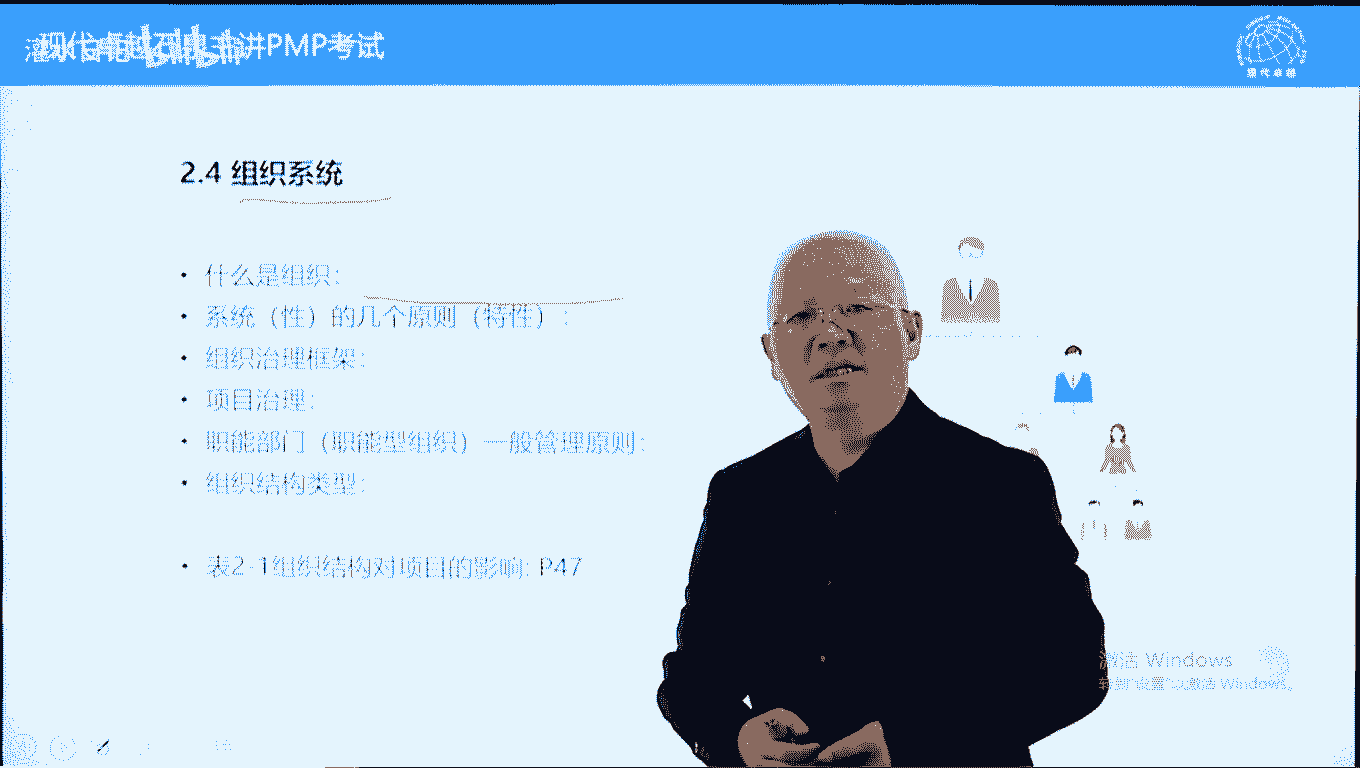 讲PMP考试
现代卓越
2.4 组织系统
• 什么是组织：
• 系统（性）的几个原则（特性）：
• 组织治理框架：
• 项目治理：
• 职能部门（职能型组织）一般管理原则：
• 组织结构类型：
• 表2-1组织结构对项目的影响: P47
激活 Windows
转到"设置"以激活 Windows。